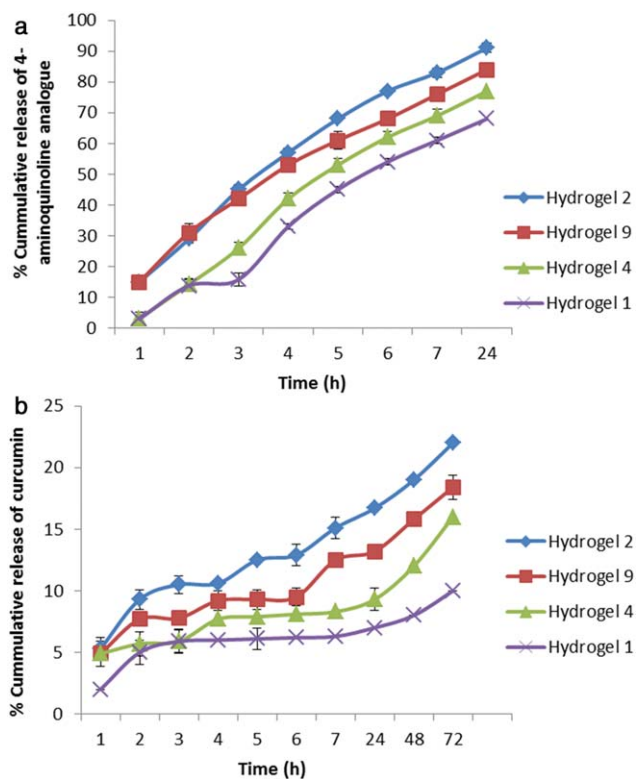 a
% Cummulative release of 4-
aminoquinoline analogue
100
90
80
70
60
50
40
30
20
10
0
1 2 3 4 5 6 7 24
Time (h)
Hydrogel 2
Hydrogel 9
Hydrogel 4
Hydrogel 1
b
% Cummulative release of curcumin
25
20
15
10
5
0
1 2 3 4 5 6 7 24 48 72
Time (h)
Hydrogel 2
Hydrogel 9
Hydrogel 4
Hydrogel 1